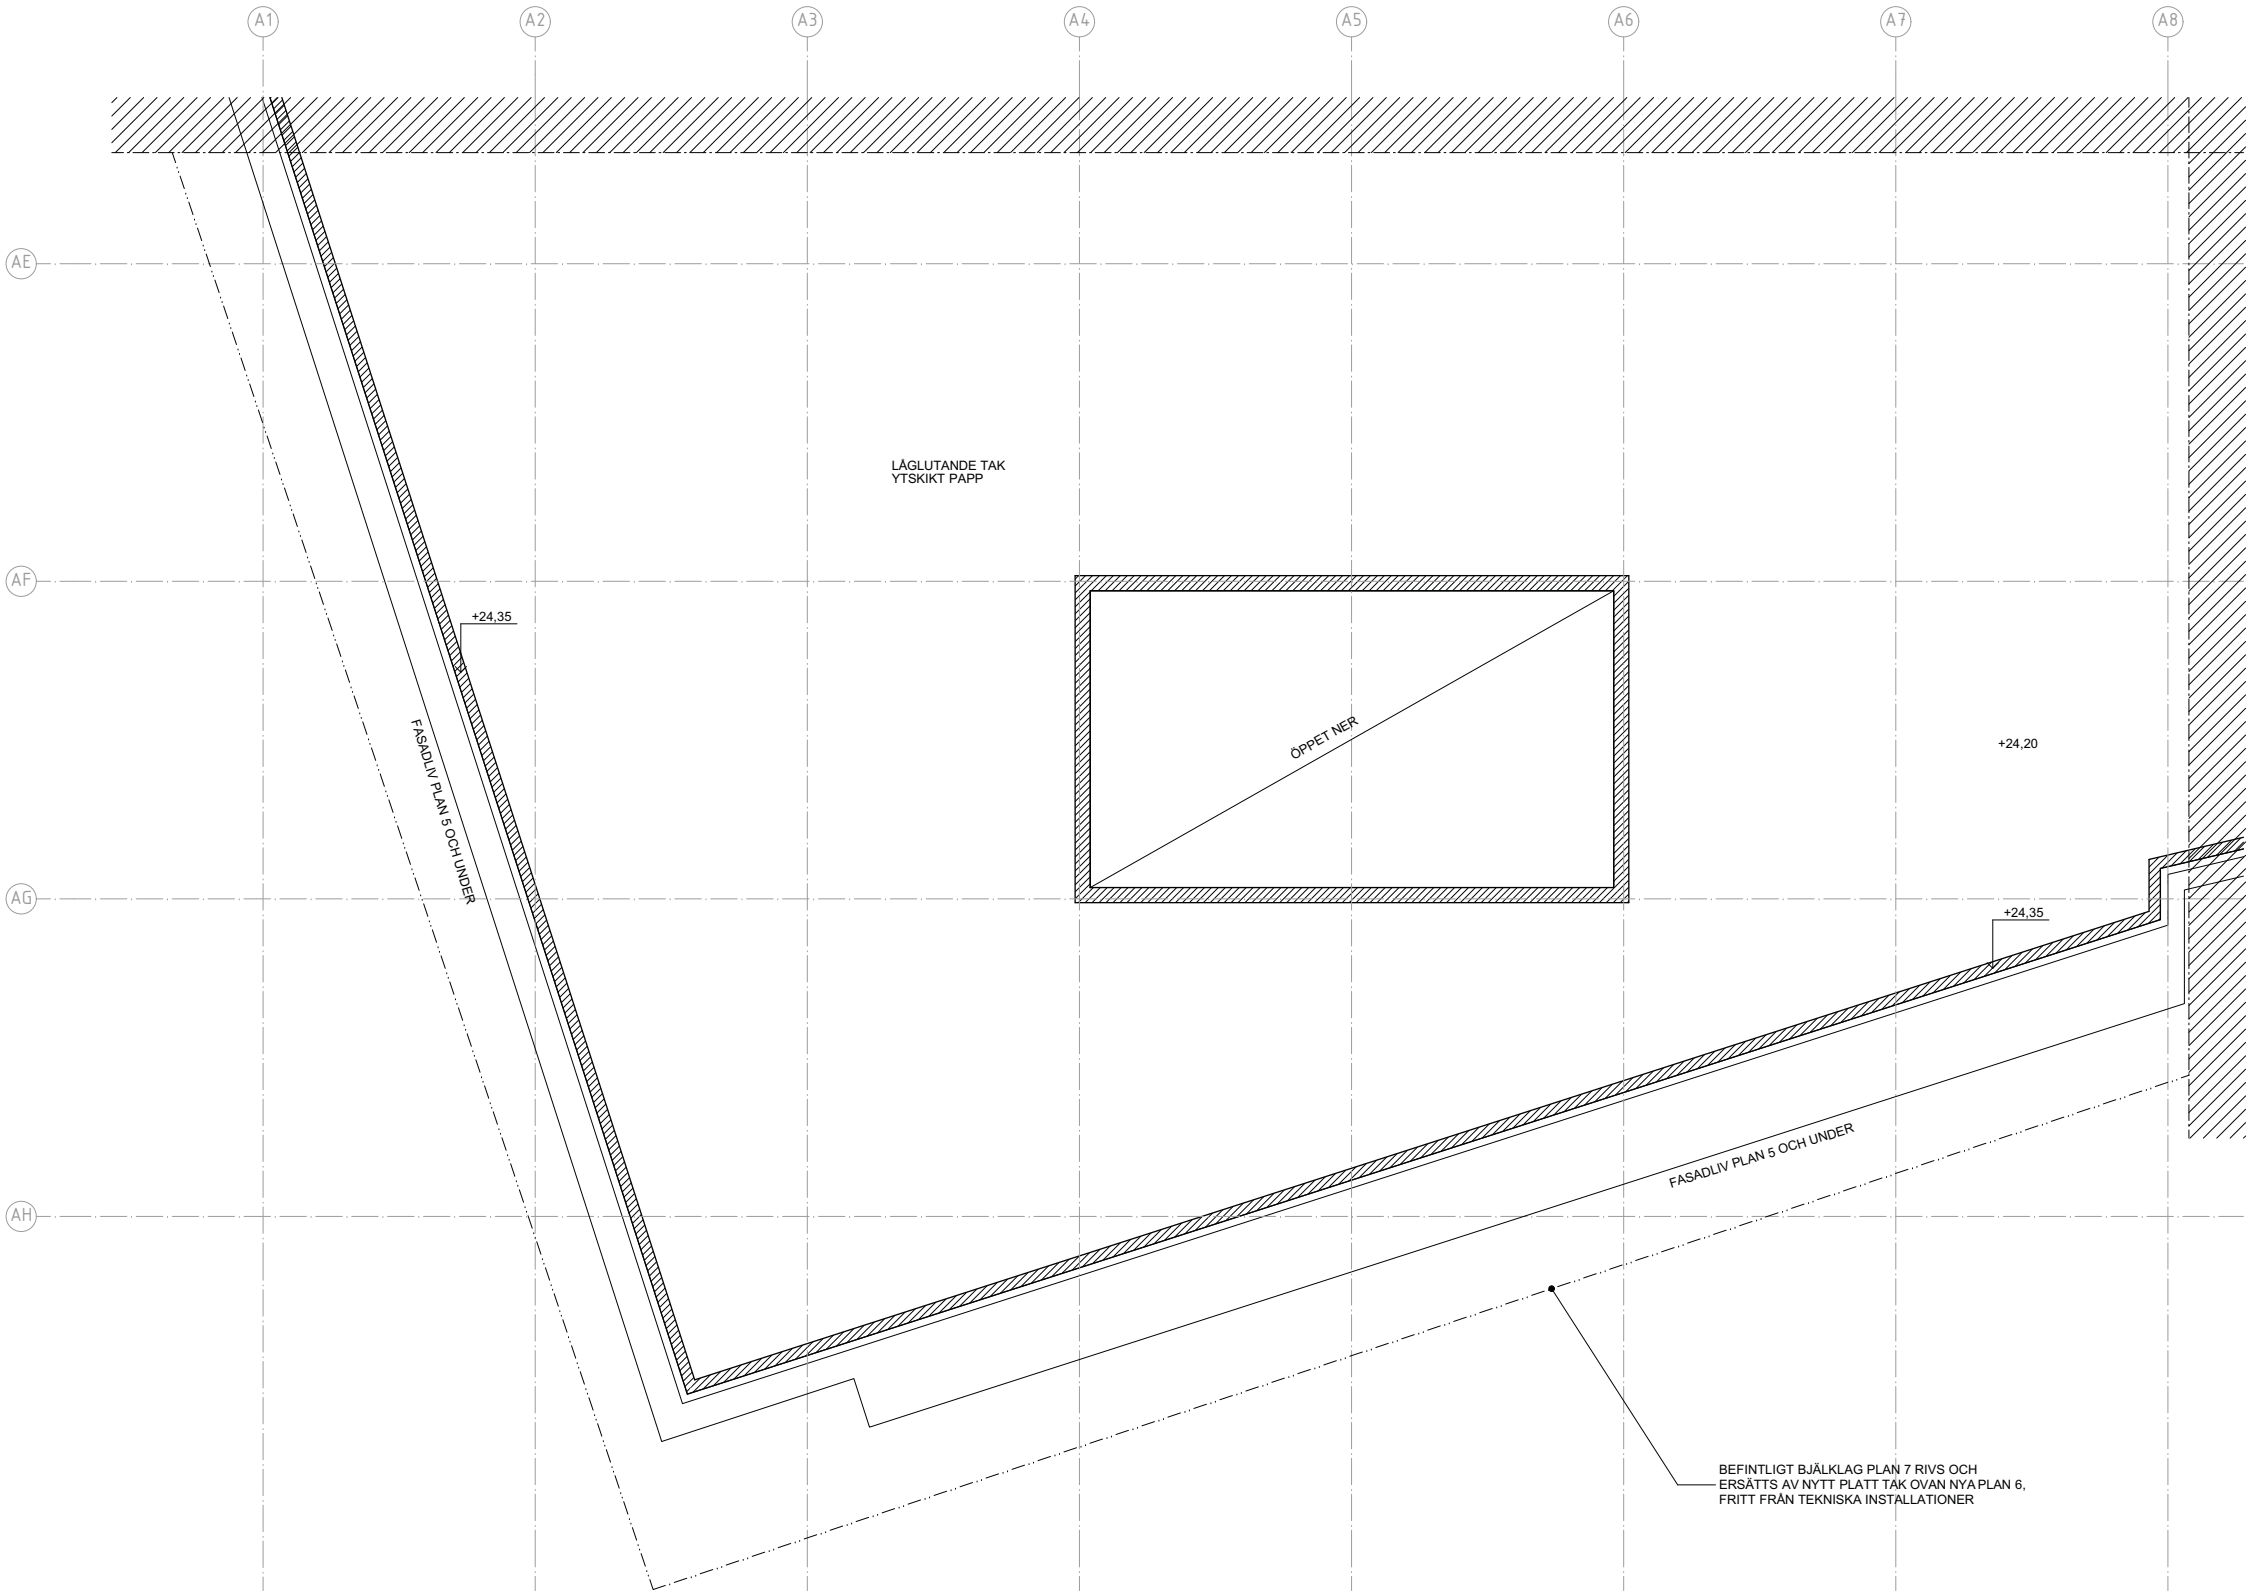 A1 A2 A3 A4 A5 A6 A7 A8
AE
LÅGLUTANDE TAK
YTSKIKT PAPP
AF
+24,35
FASADLIV PLAN 5 OCH UNDER
ÖPPET NER
+24,20
AG
+24,35
FASADLIV PLAN 5 OCH UNDER
AH
BEFINTLIGT BJÄLKLAG PLAN 7 RIVS OCH
ERSÄTTS AV NYTT PLATT TAK OVAN NYA PLAN 6,
FRITT FRÅN TEKNISKA INSTALLATIONER